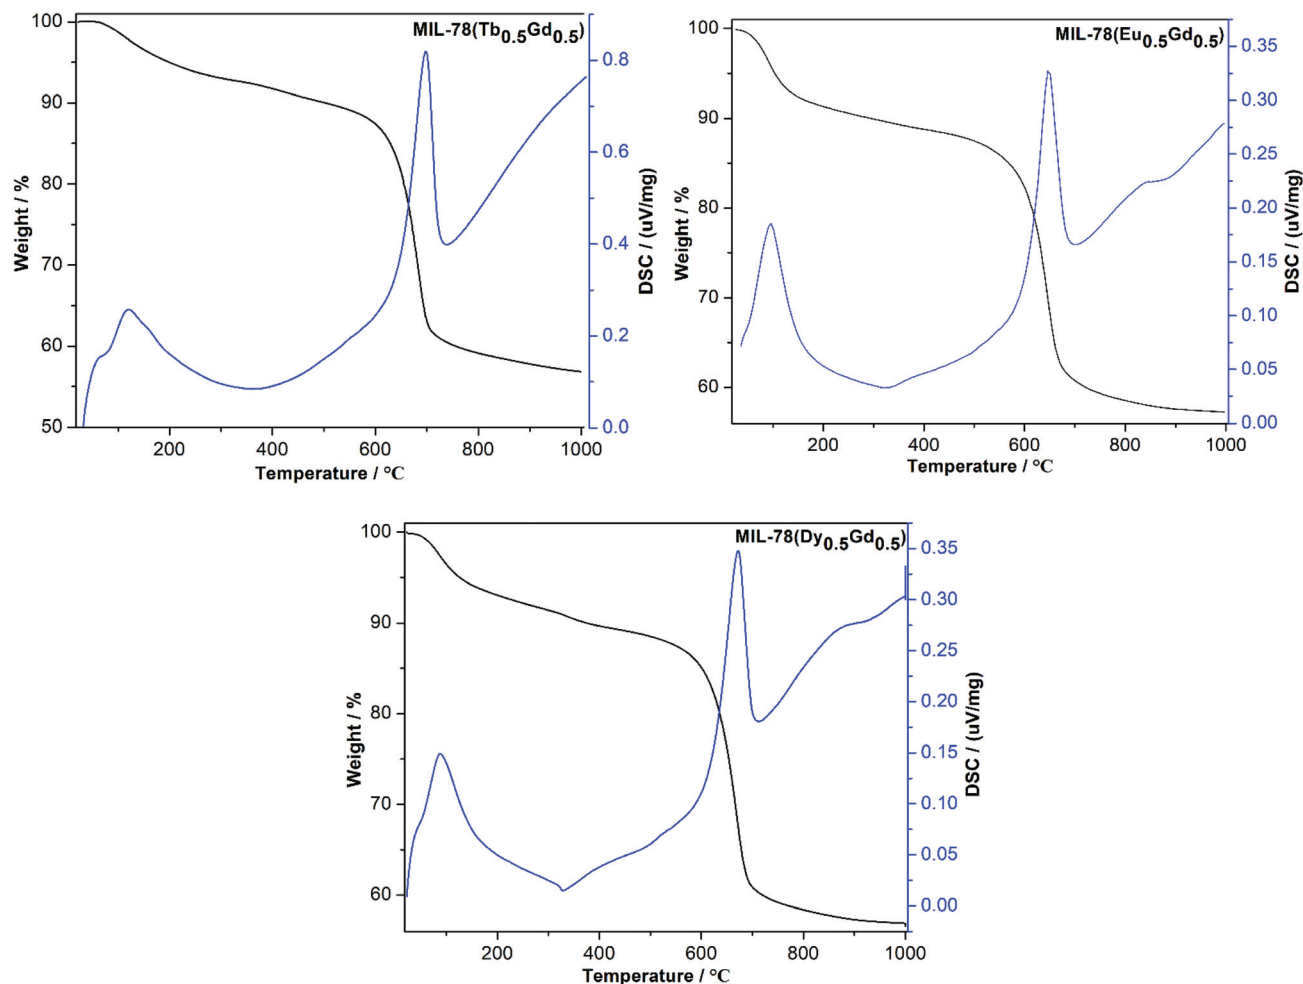 MIL-78(Tb0.5Gd0.5)
100
90
80
70
60
50
Weight / %
0.8
0.6
0.4
0.2
0.0
DSC / (uV/mg)
200 400 600 800 1000
Temperature / °C
MIL-78(Eu0.5Gd0.5)
100
90
80
70
60
Weight / %
0.35
0.30
0.25
0.20
0.15
0.10
0.05
0.00
DSC / (uV/mg)
200 400 600 800 1000
Temperature / °C
MIL-78(Dy0.5Gd0.5)
100
90
80
70
60
Weight / %
0.35
0.30
0.25
0.20
0.15
0.10
0.05
0.00
DSC / (uV/mg)
200 400 600 800 1000
Temperature / °C